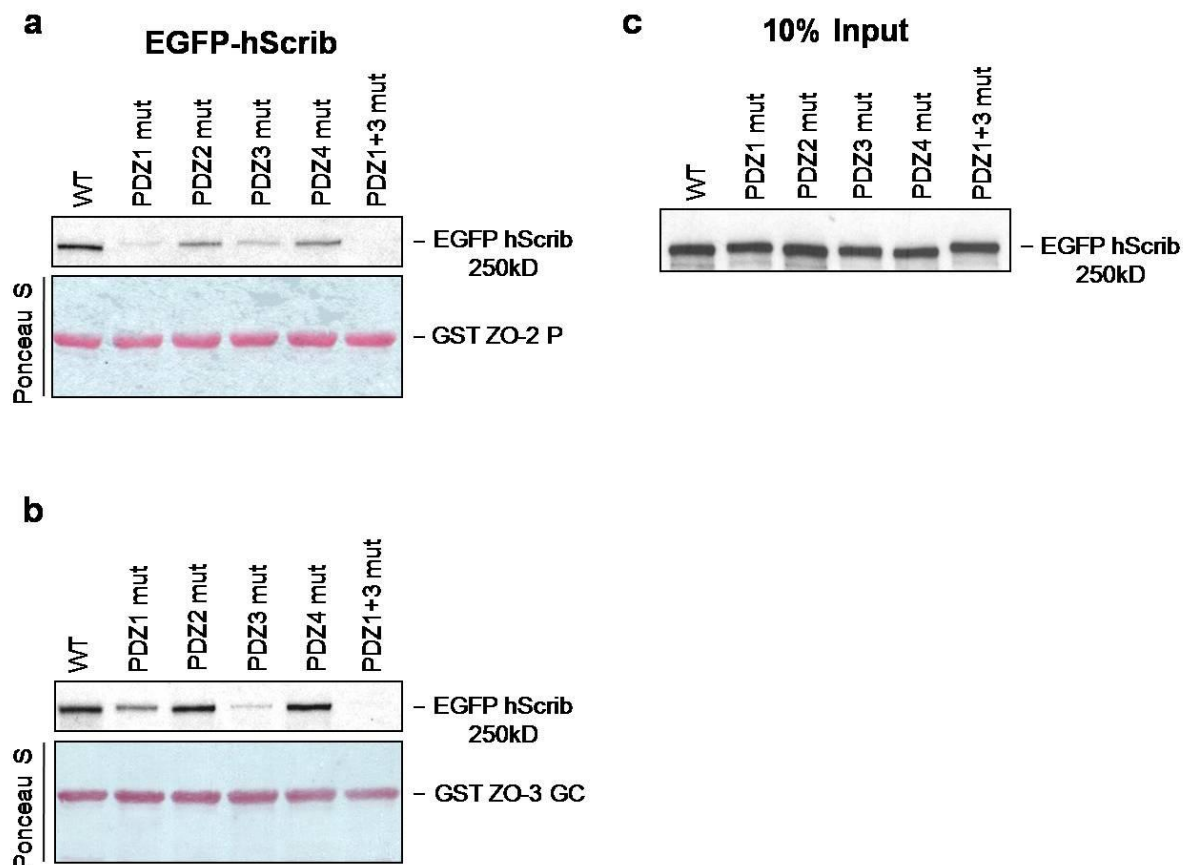 a
EGFP-hScrib
WT
PDZ1 mut
PDZ2 mut
PDZ3 mut
PDZ4 mut
PDZ1+3 mut
– EGFP hScrib
250kD
Ponceau S
– GST ZO-2 P
b
WT
PDZ1 mut
PDZ2 mut
PDZ3 mut
PDZ4 mut
PDZ1+3 mut
– EGFP hScrib
250kD
Ponceau S
– GST ZO-3 GC
c
10% Input
WT
PDZ1 mut
PDZ2 mut
PDZ3 mut
PDZ4 mut
PDZ1+3 mut
– EGFP hScrib
250kD